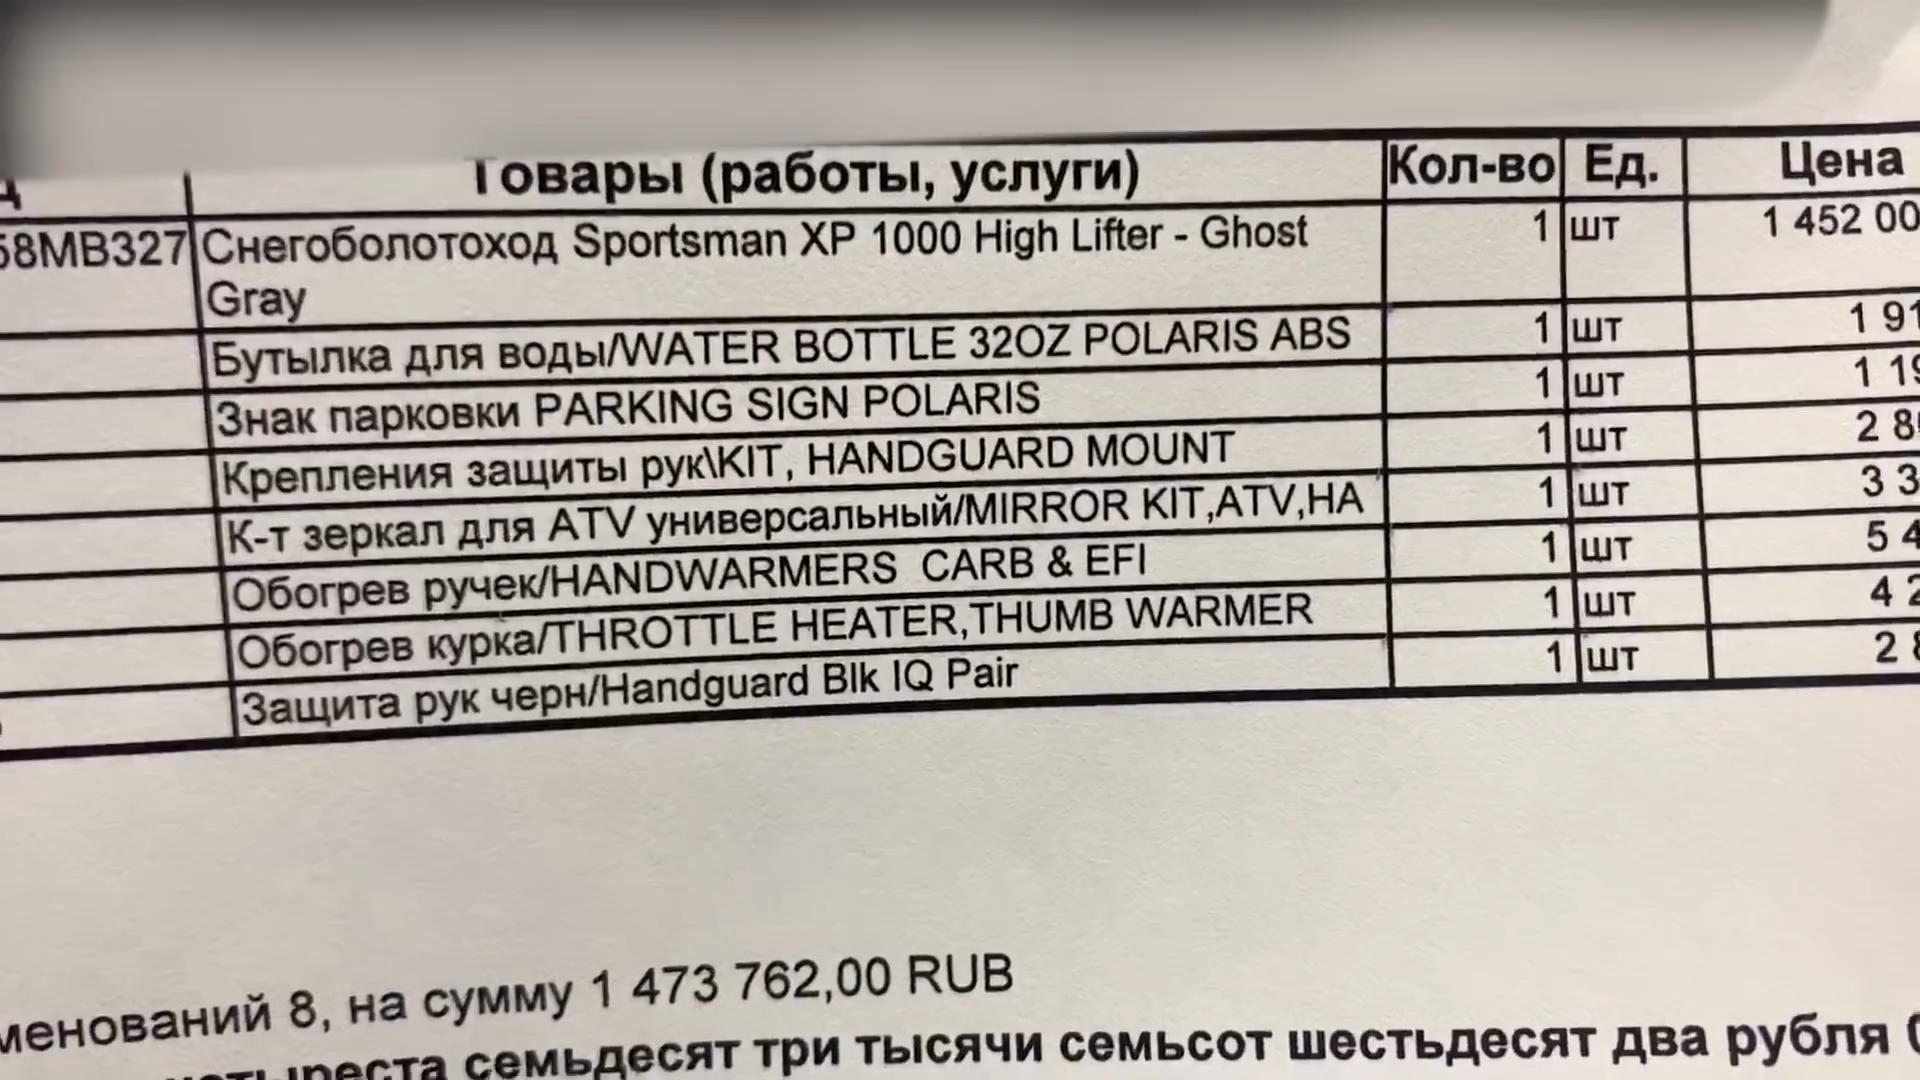 Товары (работы, услуги) Кол-во Ед. Цена
58MB327 Снегоболотоход Sportsman XP 1000 High Lifter - Ghost 1 шт 1 452 00
Gray
Бутылка для воды/WATER BOTTLE 32OZ POLARIS ABS 1 шт 1 91
Знак парковки PARKING SIGN POLARIS 1 шт 1 19
Крепления защиты рук\KIT, HANDGUARD MOUNT 1 шт 2 8
К-т зеркал для ATV универсальный/MIRROR KIT,ATV,HA 1 шт 3 3
Обогрев ручек/HANDWARMERS CARB & EFI 1 шт 5 4
Обогрев курка/THROTTLE HEATER,THUMB WARMER 1 шт 4 2
Защита рук черн/Handguard Blk IQ Pair 1 шт 2 8
менований 8, на сумму 1 473 762,00 RUB
четыреста семьдесят три тысячи семьсот шестьдесят два рубля 0